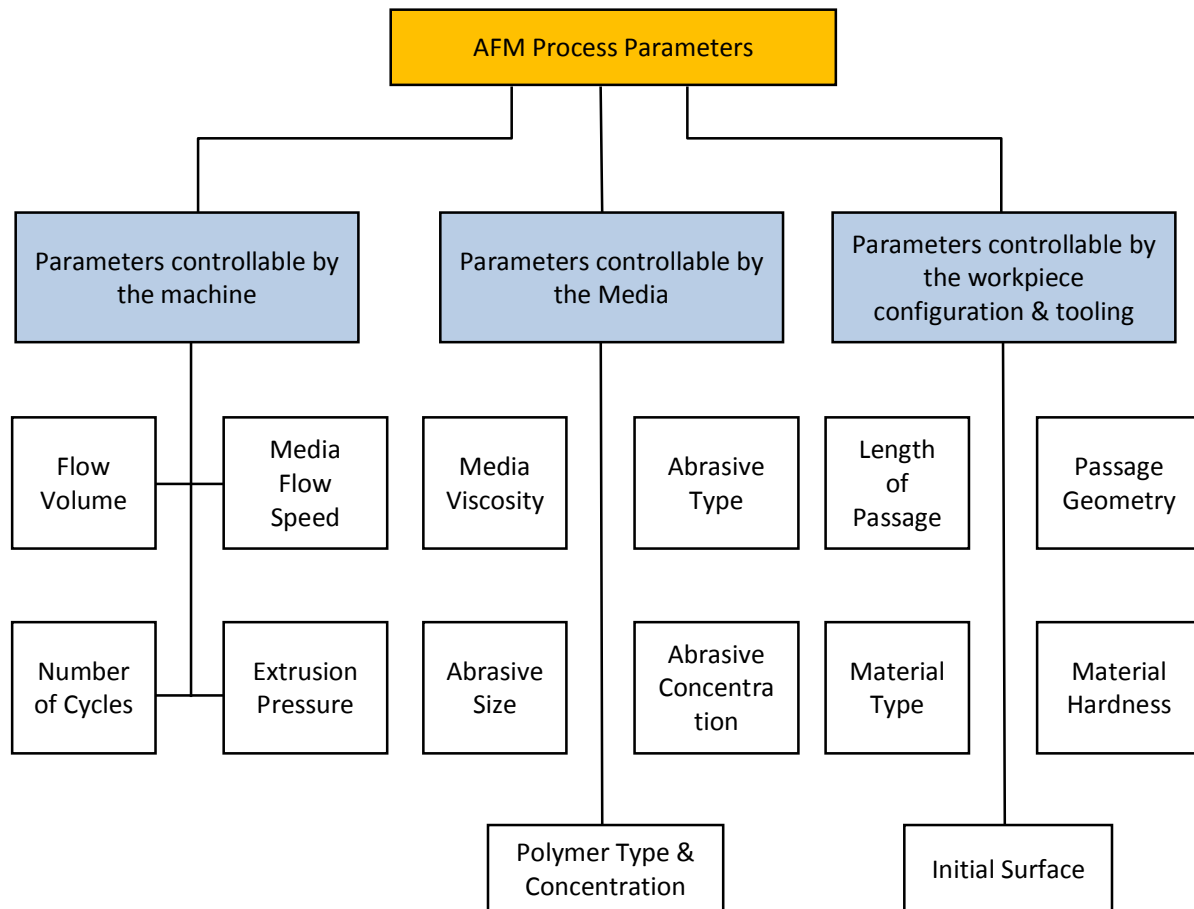 AFM Process Parameters
Parameters controllable by
the machine
Parameters controllable by
the Media
Parameters controllable by
the workpiece
configuration & tooling
Flow
Volume
Media
Flow
Speed
Media
Viscosity
Abrasive
Type
Length
of
Passage
Passage
Geometry
Number
of Cycles
Extrusion
Pressure
Abrasive
Size
Abrasive
Concentra
tion
Material
Type
Material
Hardness
Polymer Type &
Concentration
Initial Surface